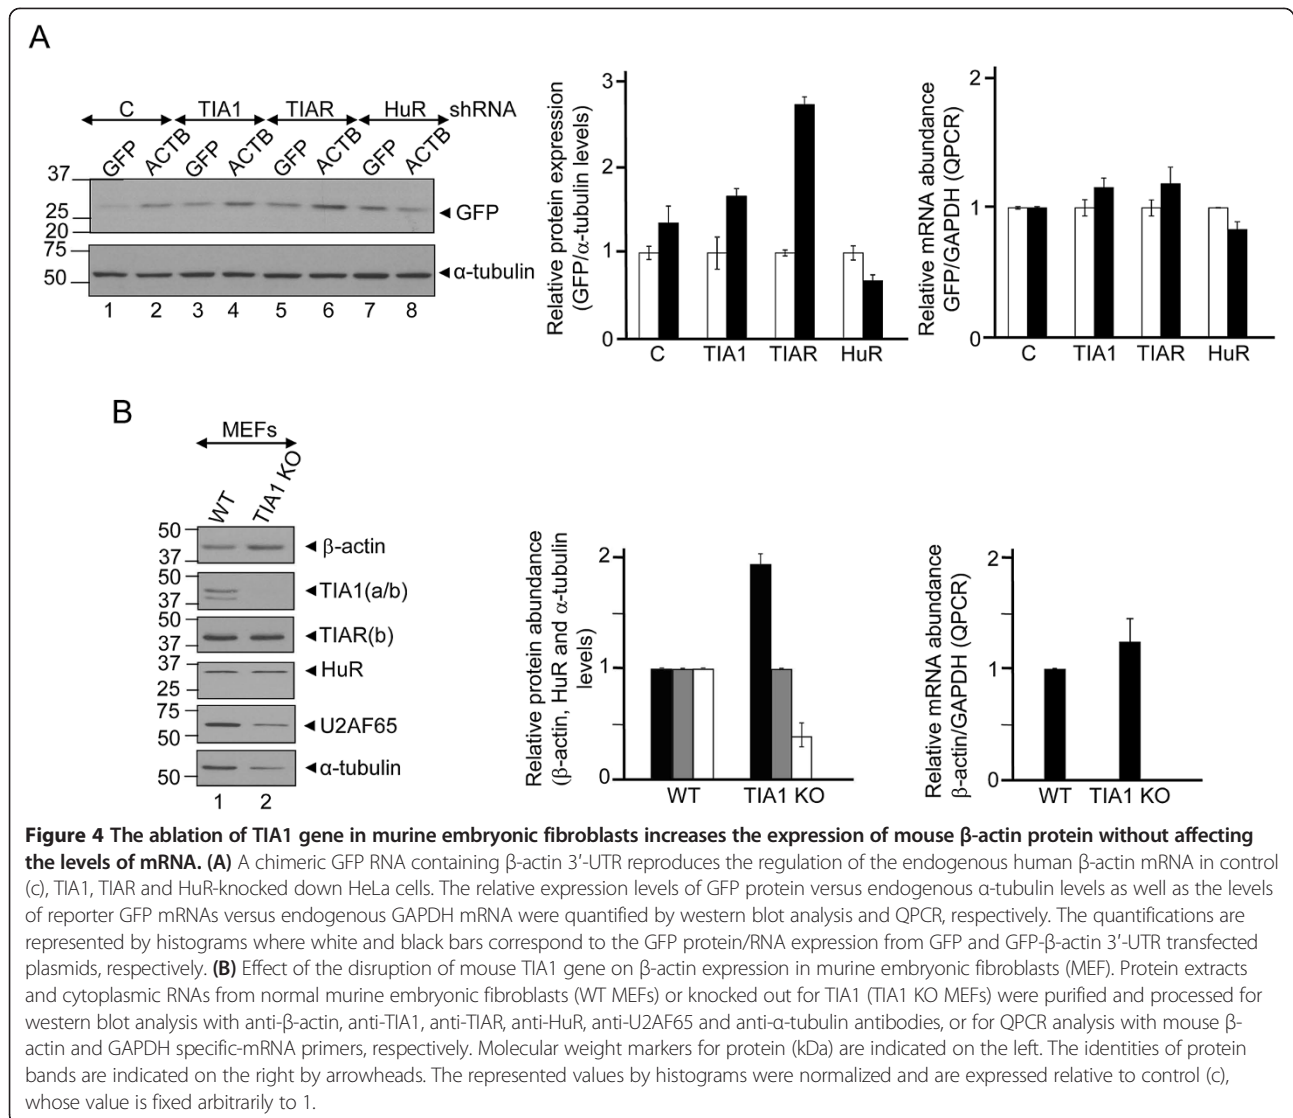 A
C TIA1 TIAR HuR shRNA
GFP ACTB GFP ACTB GFP ACTB GFP ACTB
37
25
20
GFP
75
50
α-tubulin
1 2 3 4 5 6 7 8
Relative protein expression
(GFP/α-tubulin levels)
3
2
1
0
C TIA1 TIAR HuR
Relative mRNA abundance
GFP/GAPDH (QPCR)
2
1
0
C TIA1 TIAR HuR
B
MEFs
WT TIA1 KO
50
37
β-actin
50
37
TIA1(a/b)
50
37
TIAR(b)
37
25
HuR
75
50
U2AF65
50
α-tubulin
1 2
Relative protein abundance
(β-actin, HuR and α-tubulin
levels)
2
1
0
WT TIA1 KO
Relative mRNA abundance
β-actin/GAPDH (QPCR)
2
1
0
WT TIA1 KO
Figure 4 The ablation of TIA1 gene in murine embryonic fibroblasts increases the expression of mouse β-actin protein without affecting
the levels of mRNA. (A) A chimeric GFP RNA containing β-actin 3′-UTR reproduces the regulation of the endogenous human β-actin mRNA in control
(c), TIA1, TIAR and HuR-knocked down HeLa cells. The relative expression levels of GFP protein versus endogenous α-tubulin levels as well as the levels
of reporter GFP mRNAs versus endogenous GAPDH mRNA were quantified by western blot analysis and QPCR, respectively. The quantifications are
represented by histograms where white and black bars correspond to the GFP protein/RNA expression from GFP and GFP-β-actin 3′-UTR transfected
plasmids, respectively. (B) Effect of the disruption of mouse TIA1 gene on β-actin expression in murine embryonic fibroblasts (MEF). Protein extracts
and cytoplasmic RNAs from normal murine embryonic fibroblasts (WT MEFs) or knocked out for TIA1 (TIA1 KO MEFs) were purified and processed for
western blot analysis with anti-β-actin, anti-TIA1, anti-TIAR, anti-HuR, anti-U2AF65 and anti-α-tubulin antibodies, or for QPCR analysis with mouse β-
actin and GAPDH specific-mRNA primers, respectively. Molecular weight markers for protein (kDa) are indicated on the left. The identities of protein
bands are indicated on the right by arrowheads. The represented values by histograms were normalized and are expressed relative to control (c),
whose value is fixed arbitrarily to 1.